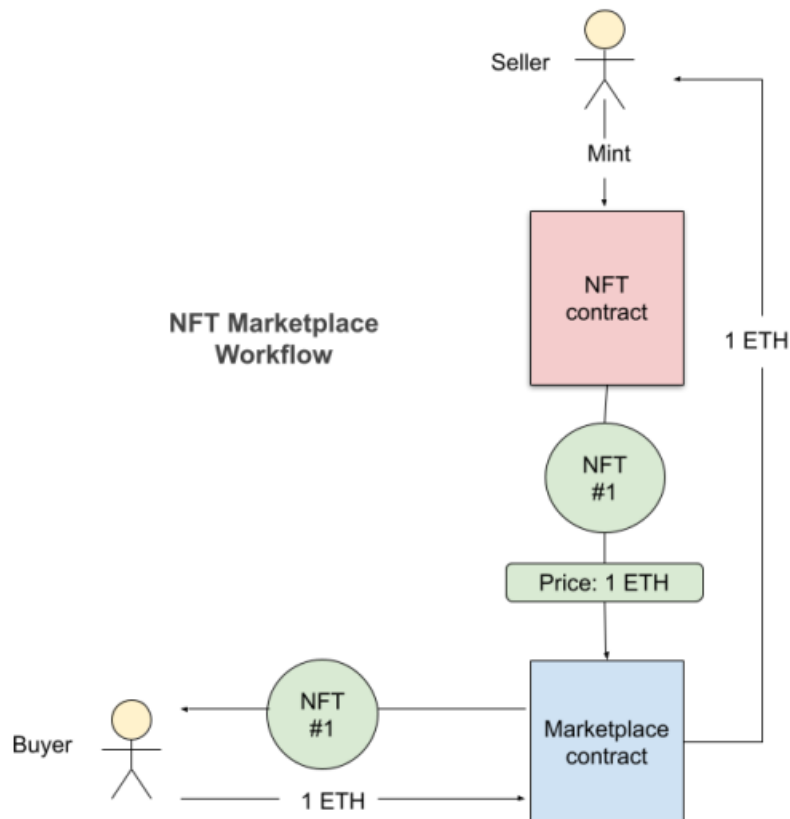 Seller
Mint
NFT
contract
NFT Marketplace
Workflow
1 ETH
NFT
#1
Price: 1 ETH
NFT
#1
Buyer
Marketplace
contract
1 ETH